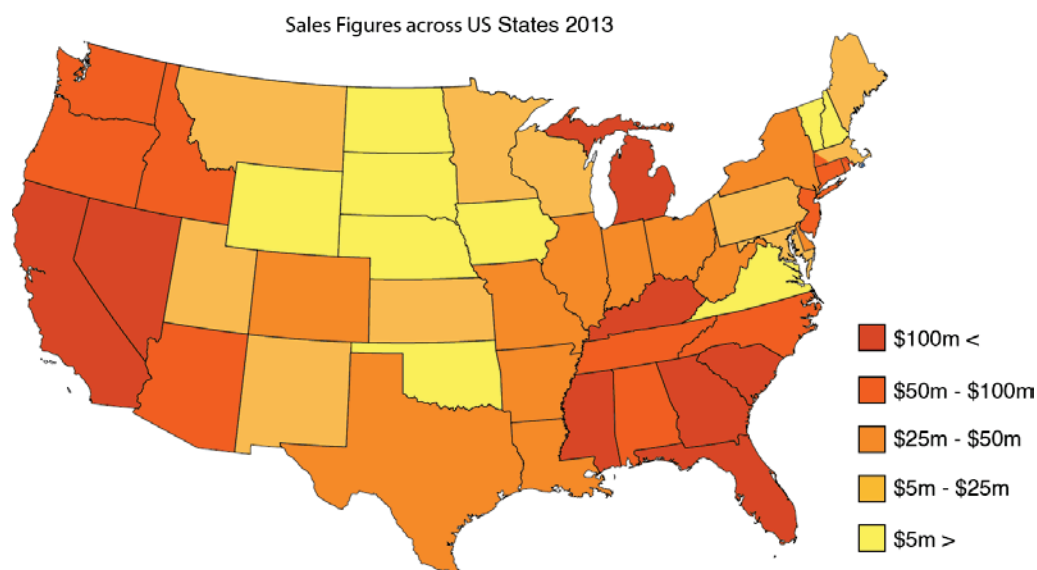 Sales Figures across US States 2013
$100m <
$50m - $100m
$25m - $50m
$5m - $25m
$5m >